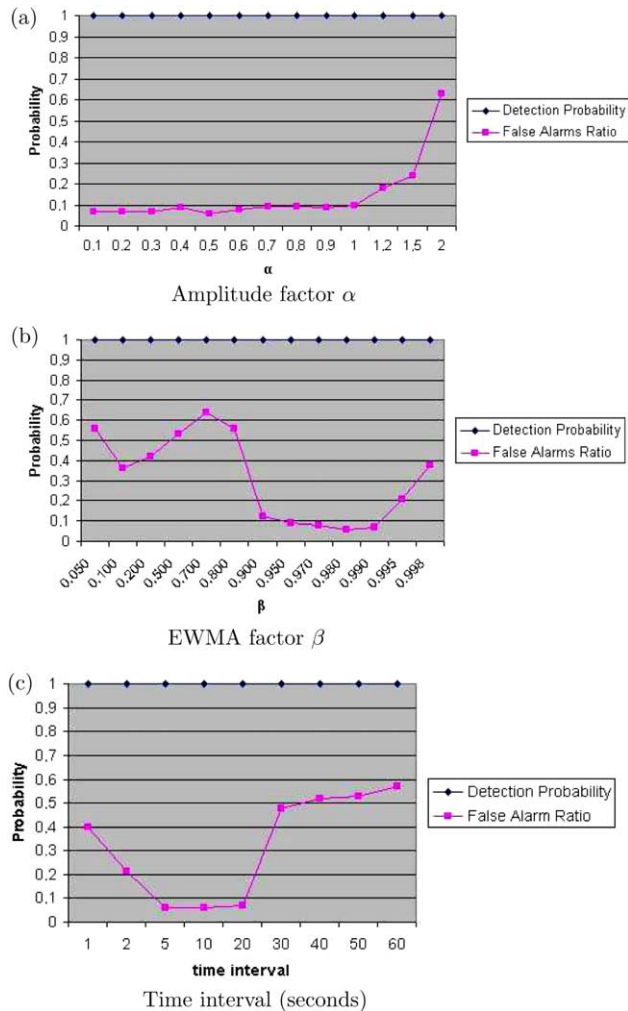 (a)
1
0,9
0,8
0,7
0,6
0,5
0,4
0,3
0,2
0,1
0
Probability
0,1 0,2 0,3 0,4 0,5 0,6 0,7 0,8 0,9 1 1,2 1,5 2
α
Detection Probability
False Alarms Ratio
Amplitude factor α
(b)
1
0,9
0,8
0,7
0,6
0,5
0,4
0,3
0,2
0,1
0
Probability
0.050 0.100 0.200 0.500 0.700 0.800 0.900 0.950 0.970 0.980 0.990 0.995 0.998
β
Detection Probability
False Alarms Ratio
EWMA factor β
(c)
1
0,9
0,8
0,7
0,6
0,5
0,4
0,3
0,2
0,1
0
Probability
1 2 5 10 20 30 40 50 60
time interval
Detection Probability
False Alarm Ratio
Time interval (seconds)